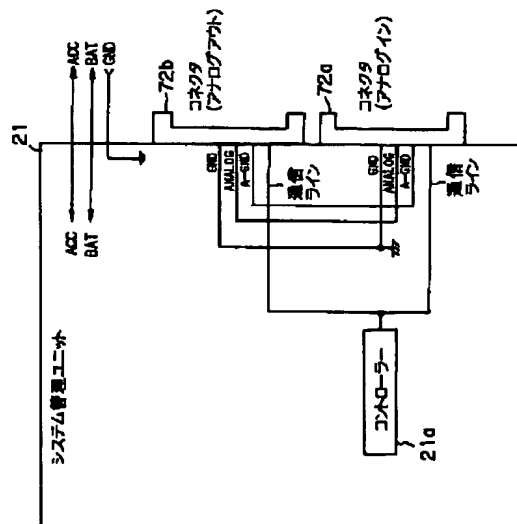 システム管理ユニット
21
ACC
ACC
BAT
BAT
GND
72b
コネクタ
(アナログアウト)
GND
ANALOG
A-GND
通信
ライン
72a
コネクタ
(アナログイン)
GND
ANALOG
A-GND
通信
ライン
コントローラー
21a